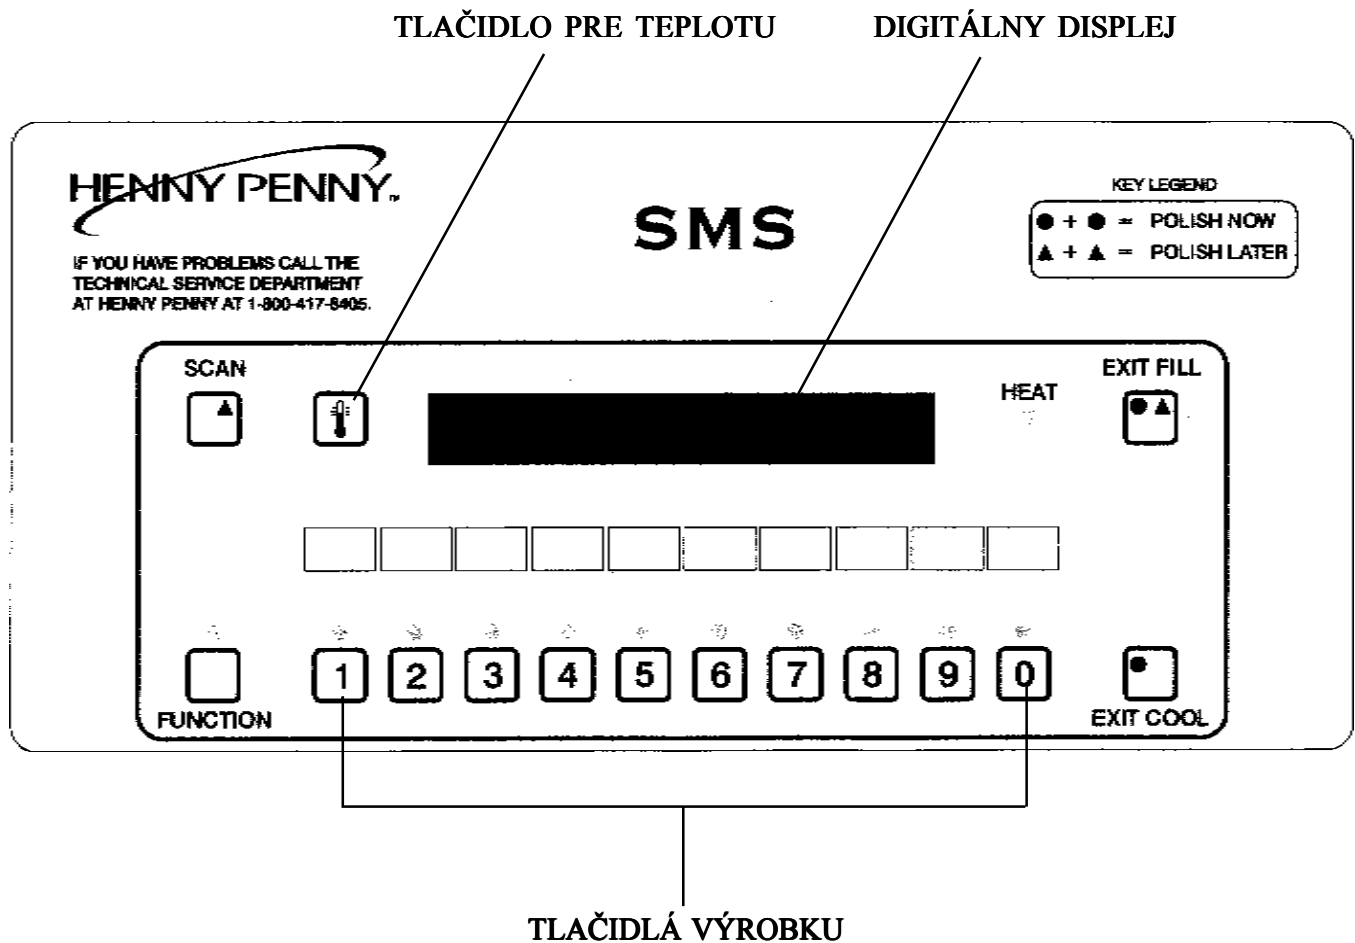 TLAČIDLO PRE TEPLOTU
DIGITÁLNY DISPLEJ
HENNY PENNY
IF YOU HAVE PROBLEMS CALL THE
TECHNICAL SERVICE DEPARTMENT
AT HENNY PENNY AT 1-800-417-8405.
SMS
KEY LEGEND
● + ● = POLISH NOW
▲ + ▲ = POLISH LATER
SCAN
HEAT
EXIT FILL
FUNCTION
1 2 3 4 5 6 7 8 9 0
EXIT COOL
TLAČIDLÁ VÝROBKU